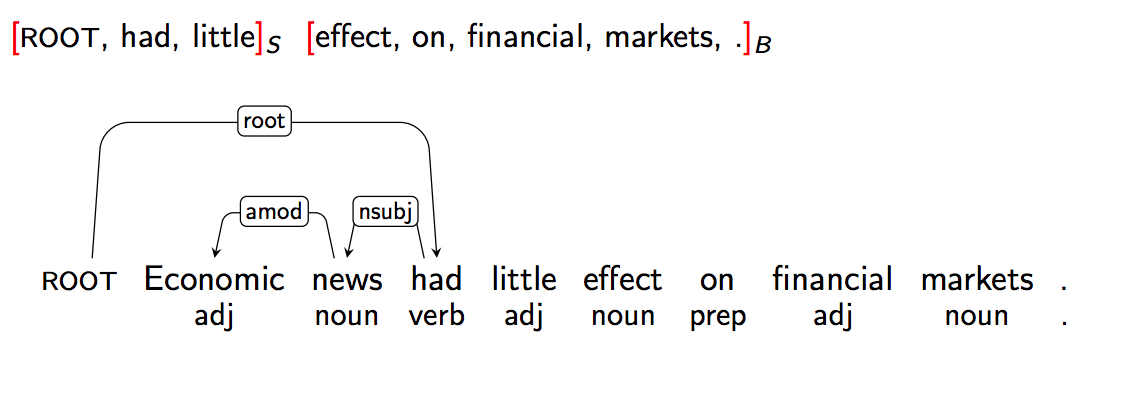 [ROOT, had, little]S [effect, on, financial, markets, .]B
root
amod nsubj
ROOT Economic news had little effect on financial markets .
adj noun verb adj noun prep adj noun .